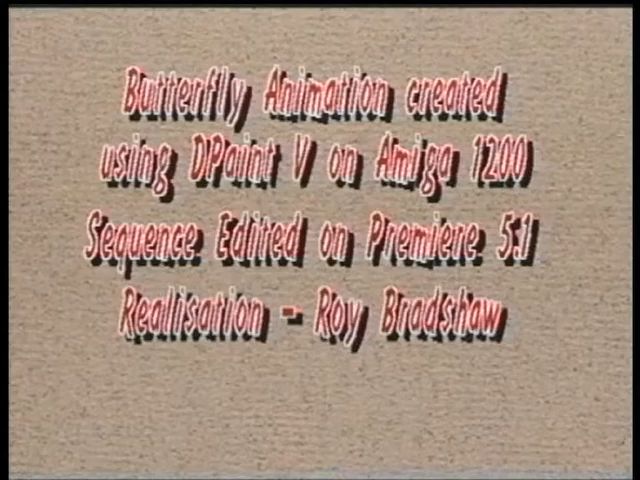 Butterfly Animation created
using DPaint V on Amiga 1200
Sequence Edited on Premiere 5.1
Realisation - Roy Bradshaw